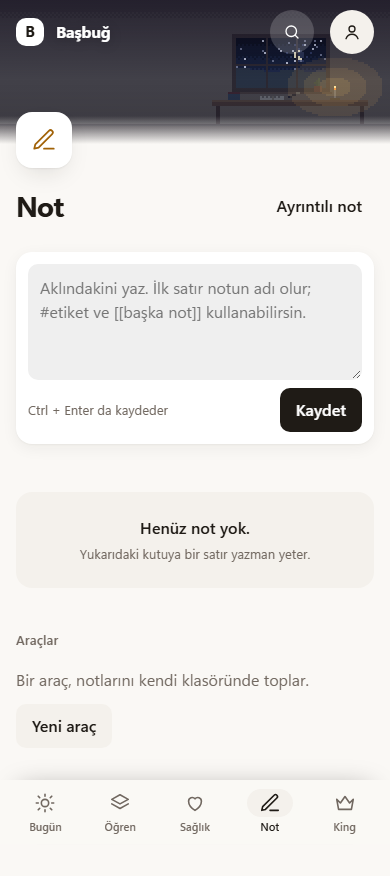 B Başbuğ
Not
Ayrıntılı not
Aklındakini yaz. İlk satır notun adı olur;
#etiket ve [[başka not]] kullanabilirsin.
Ctrl + Enter da kaydeder
Kaydet
Henüz not yok.
Yukarıdaki kutuya bir satır yazman yeter.
Araçlar
Bir araç, notlarını kendi klasöründe toplar.
Yeni araç
Bugün
Öğren
Sağlık
Not
King